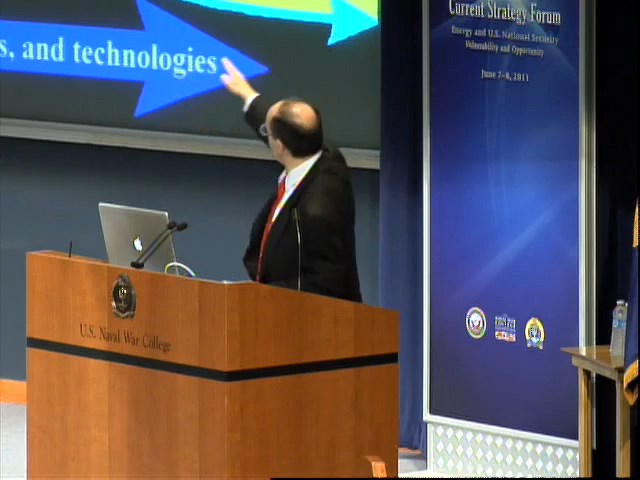 s, and technologies
Current Strategy Forum
Energy and U.S. National Security
Vulnerability and Opportunity
June 7-8, 2011
U.S. Naval War College